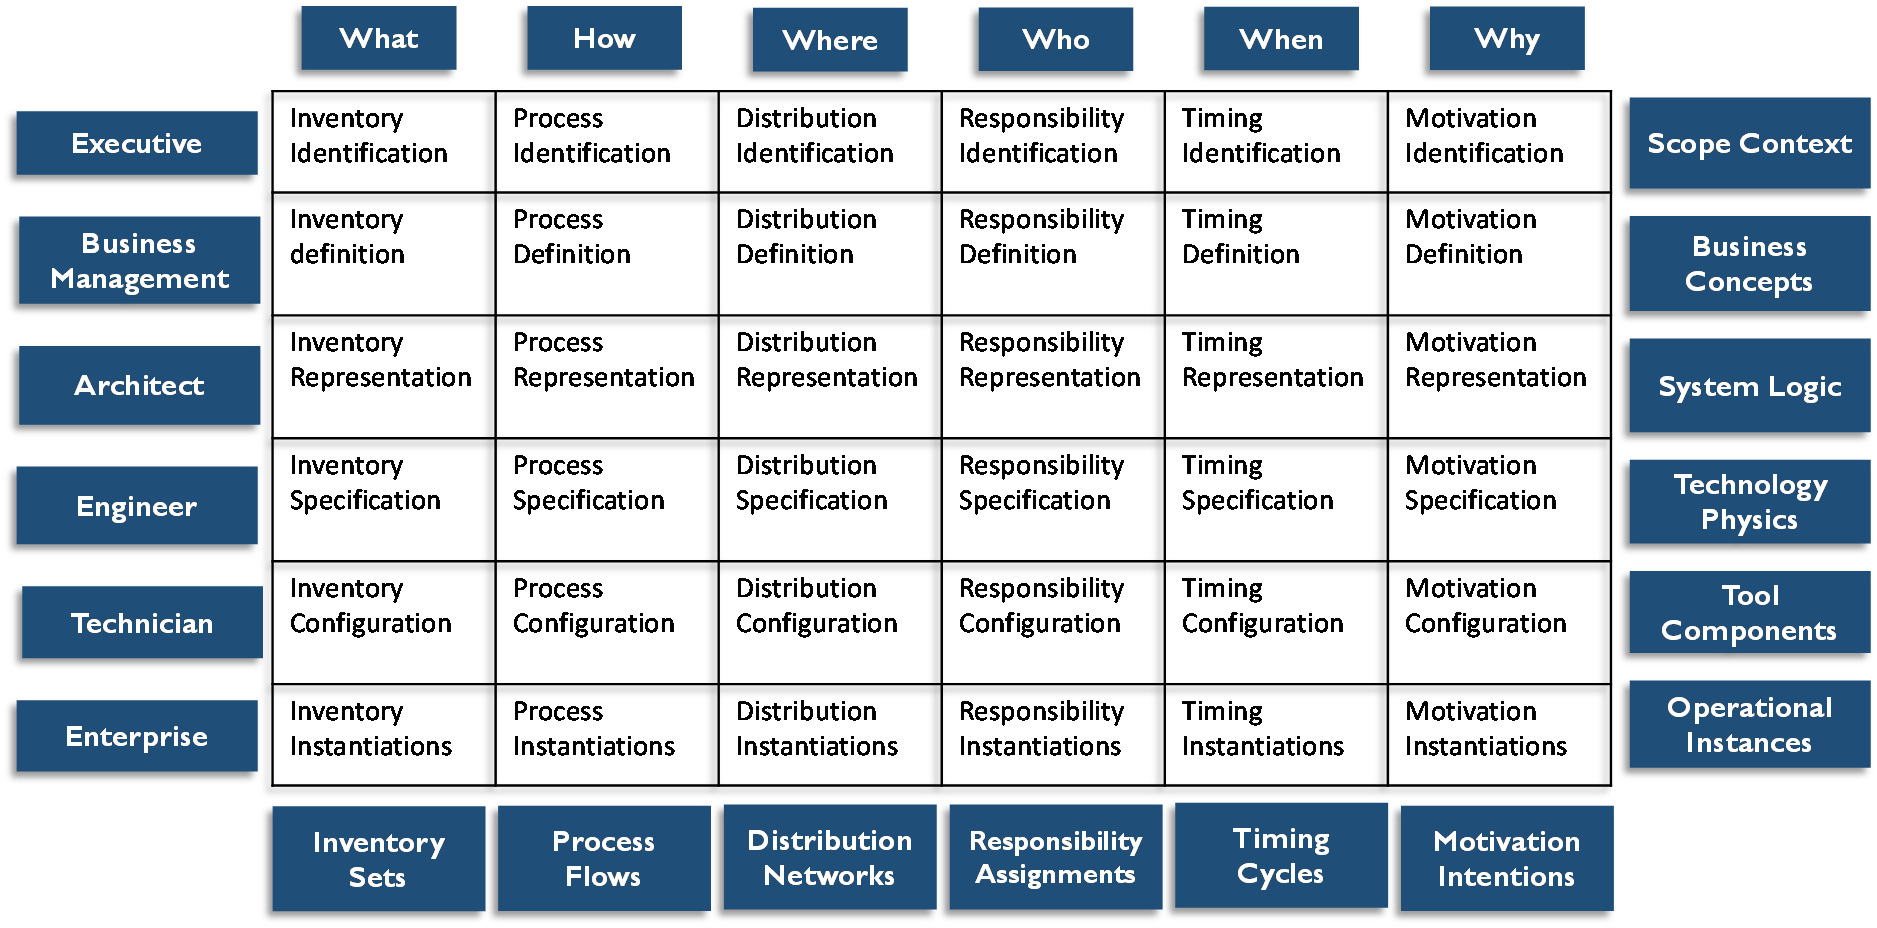 What
How
Where
Who
When
Why
Executive
Inventory
Identification
Process
Identification
Distribution
Identification
Responsibility
Identification
Timing
Identification
Motivation
Identification
Scope Context
Business
Management
Inventory
definition
Process
Definition
Distribution
Definition
Responsibility
Definition
Timing
Definition
Motivation
Definition
Business
Concepts
Architect
Inventory
Representation
Process
Representation
Distribution
Representation
Responsibility
Representation
Timing
Representation
Motivation
Representation
System Logic
Engineer
Inventory
Specification
Process
Specification
Distribution
Specification
Responsibility
Specification
Timing
Specification
Motivation
Specification
Technology
Physics
Technician
Inventory
Configuration
Process
Configuration
Distribution
Configuration
Responsibility
Configuration
Timing
Configuration
Motivation
Configuration
Tool
Components
Enterprise
Inventory
Instantiations
Process
Instantiations
Distribution
Instantiations
Responsibility
Instantiations
Timing
Instantiations
Motivation
Instantiations
Operational
Instances
Inventory
Sets
Process
Flows
Distribution
Networks
Responsibility
Assignments
Timing
Cycles
Motivation
Intentions